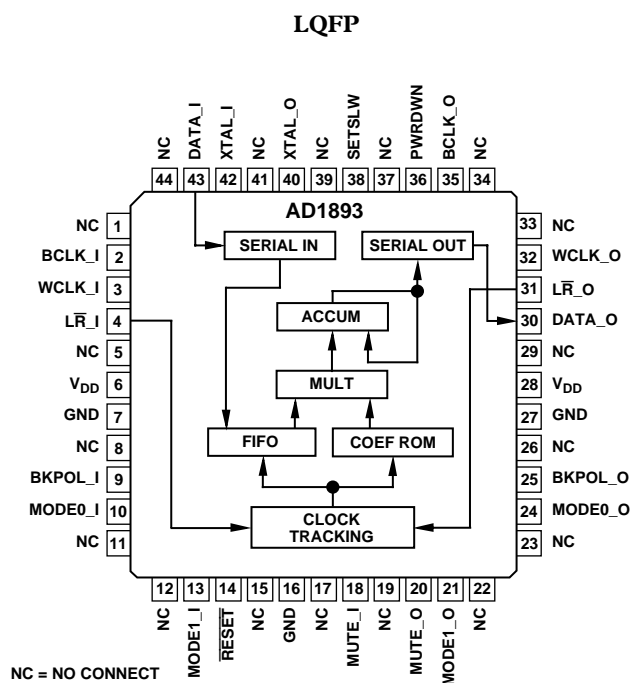 LQFP
NC
DATA_I
XTAL_I
NC
XTAL_O
NC
SETSLW
NC
PWRDWN
BCLK_O
NC
44 43 42 41 40 39 38 37 36 35 34
AD1893
NC 1
BCLK_I 2
WCLK_I 3
LR̅_I 4
NC 5
VDD 6
GND 7
NC 8
BKPOL_I 9
MODE0_I 10
NC 11
SERIAL IN
SERIAL OUT
ACCUM
MULT
FIFO
COEF ROM
CLOCK
TRACKING
33 NC
32 WCLK_O
31 LR̅_O
30 DATA_O
29 NC
28 VDD
27 GND
26 NC
25 BKPOL_O
24 MODE0_O
23 NC
12 13 14 15 16 17 18 19 20 21 22
NC
MODE1_I
R̅E̅S̅E̅T̅
NC
GND
NC
MUTE_I
NC
MUTE_O
MODE1_O
NC
NC = NO CONNECT